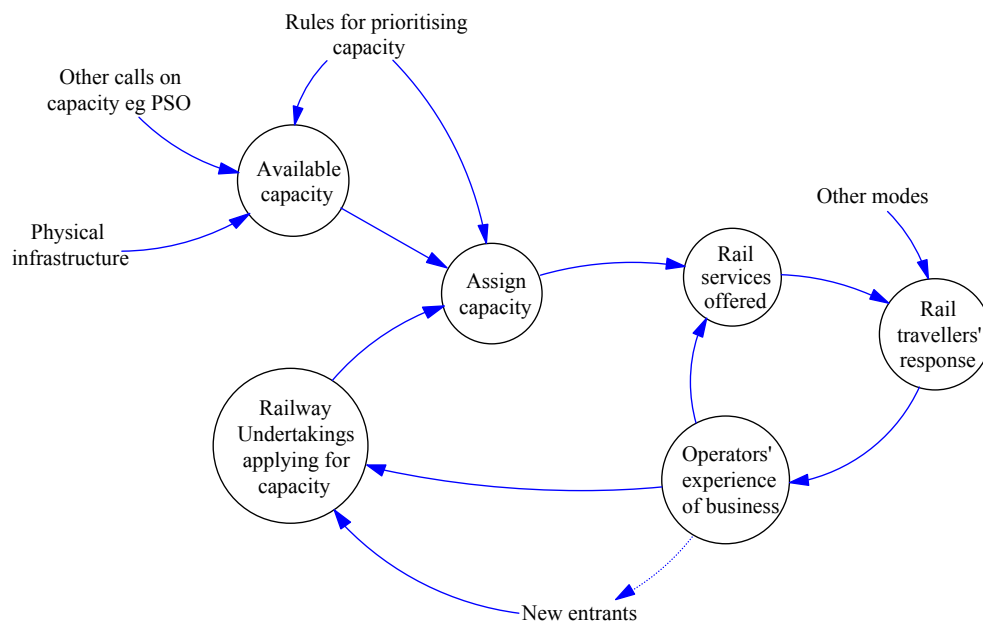 Rules for prioritising
capacity
Other calls on
capacity eg PSO
Available
capacity
Physical
infrastructure
Other modes
Assign
capacity
Rail
services
offered
Rail
travellers'
response
Railway
Undertakings
applying for
capacity
Operators'
experience
of business
New entrants